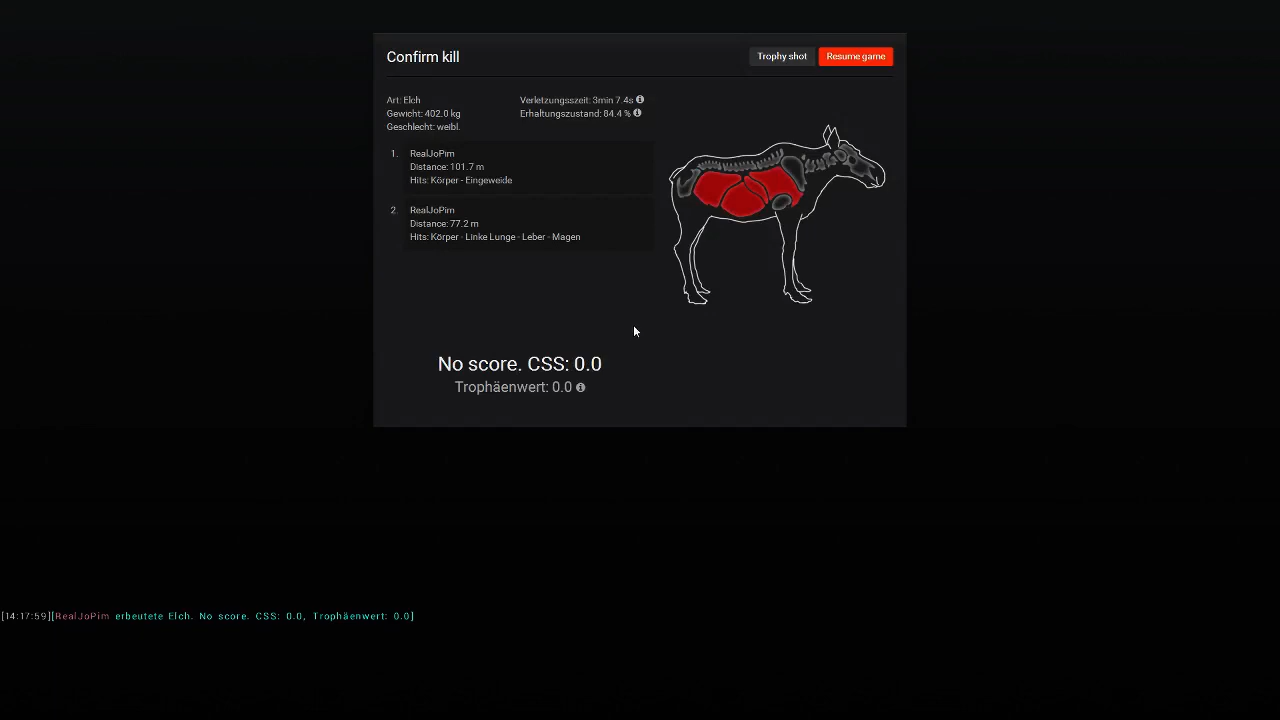 Confirm kill
Trophy shot
Resume game
Art: Elch
Gewicht: 402.0 kg
Geschlecht: weibl.
Verletzungsszeit: 3min 7.4s
Erhaltungszustand: 84.4 %
1. RealJoPim
Distance: 101.7 m
Hits: Körper - Eingeweide
2. RealJoPim
Distance: 77.2 m
Hits: Körper - Linke Lunge - Leber - Magen
No score. CSS: 0.0
Trophäenwert: 0.0
[14:17:59][RealJoPim erbeutete Elch. No score. CSS: 0.0, Trophäenwert: 0.0]